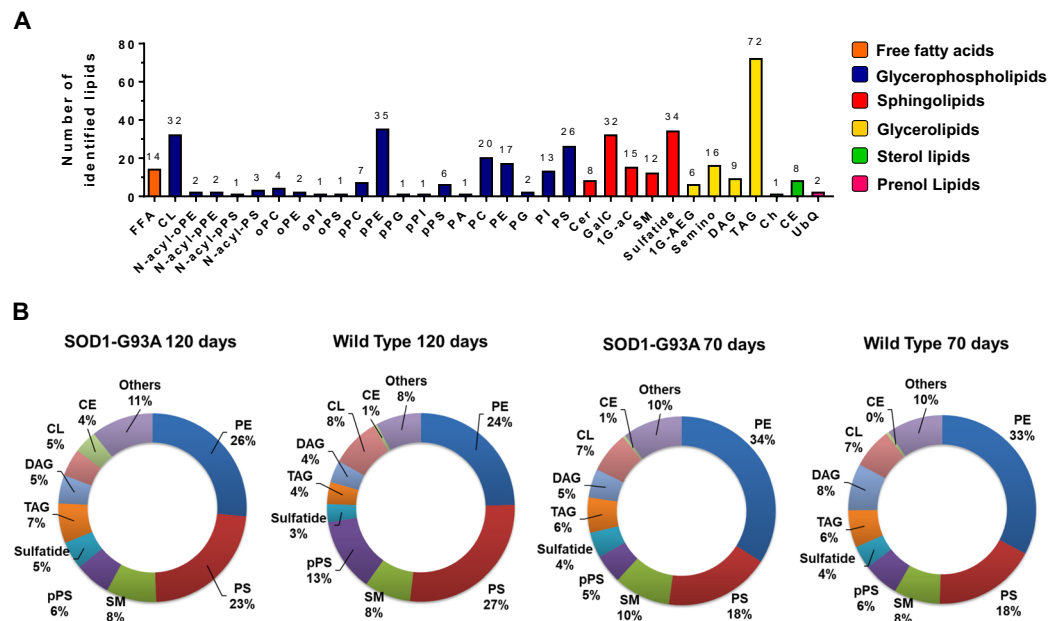 A
Number of
identified lipids
80
60
40
20
0
14
32
2
2
1
3
4
2
1
1
7
35
1
1
6
1
20
17
2
13
26
8
32
15
12
34
6
16
9
72
1
8
2
FFA
CL
N-acyl-oPE
N-acyl-pPE
N-acyl-pPS
N-acyl-PS
oPC
oPE
oPI
oPS
pPC
pPE
pPG
pPI
pPS
PA
PC
PE
PG
PI
PS
Cer
GalC
1G-aC
SM
Sulfatide
1G-AEG
Semino
DAG
TAG
Ch
CE
UbQ
Free fatty acids
Glycerophospholipids
Sphingolipids
Glycerolipids
Sterol lipids
Prenol Lipids
B
SOD1-G93A 120 days
Others
11%
CE
4%
CL
5%
DAG
5%
TAG
7%
Sulfatide
5%
pPS
6%
SM
8%
PS
23%
PE
26%
Wild Type 120 days
Others
8%
CE
1%
CL
8%
DAG
4%
TAG
4%
Sulfatide
3%
pPS
13%
SM
8%
PS
27%
PE
24%
SOD1-G93A 70 days
Others
10%
CE
1%
CL
7%
DAG
5%
TAG
6%
Sulfatide
4%
pPS
5%
SM
10%
PS
18%
PE
34%
Wild Type 70 days
Others
10%
CE
0%
CL
7%
DAG
8%
TAG
6%
Sulfatide
4%
pPS
6%
SM
8%
PS
18%
PE
33%